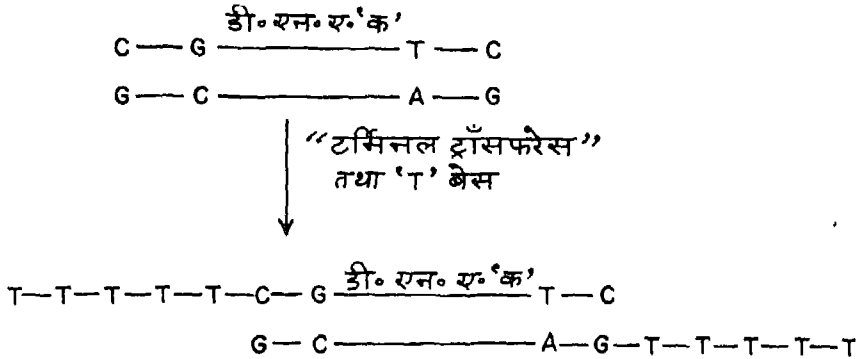 डी॰ एन॰ ए॰ ‘क’
C — G ——— T — C
G — C ——— A — G
“टर्मिनल ट्राँसफरेस”
तथा ‘T’ बेस
डी॰ एन॰ ए॰ ‘क’
T—T—T—T—T—C—G ——— T—C
G—C ——— A—G—T—T—T—T—T